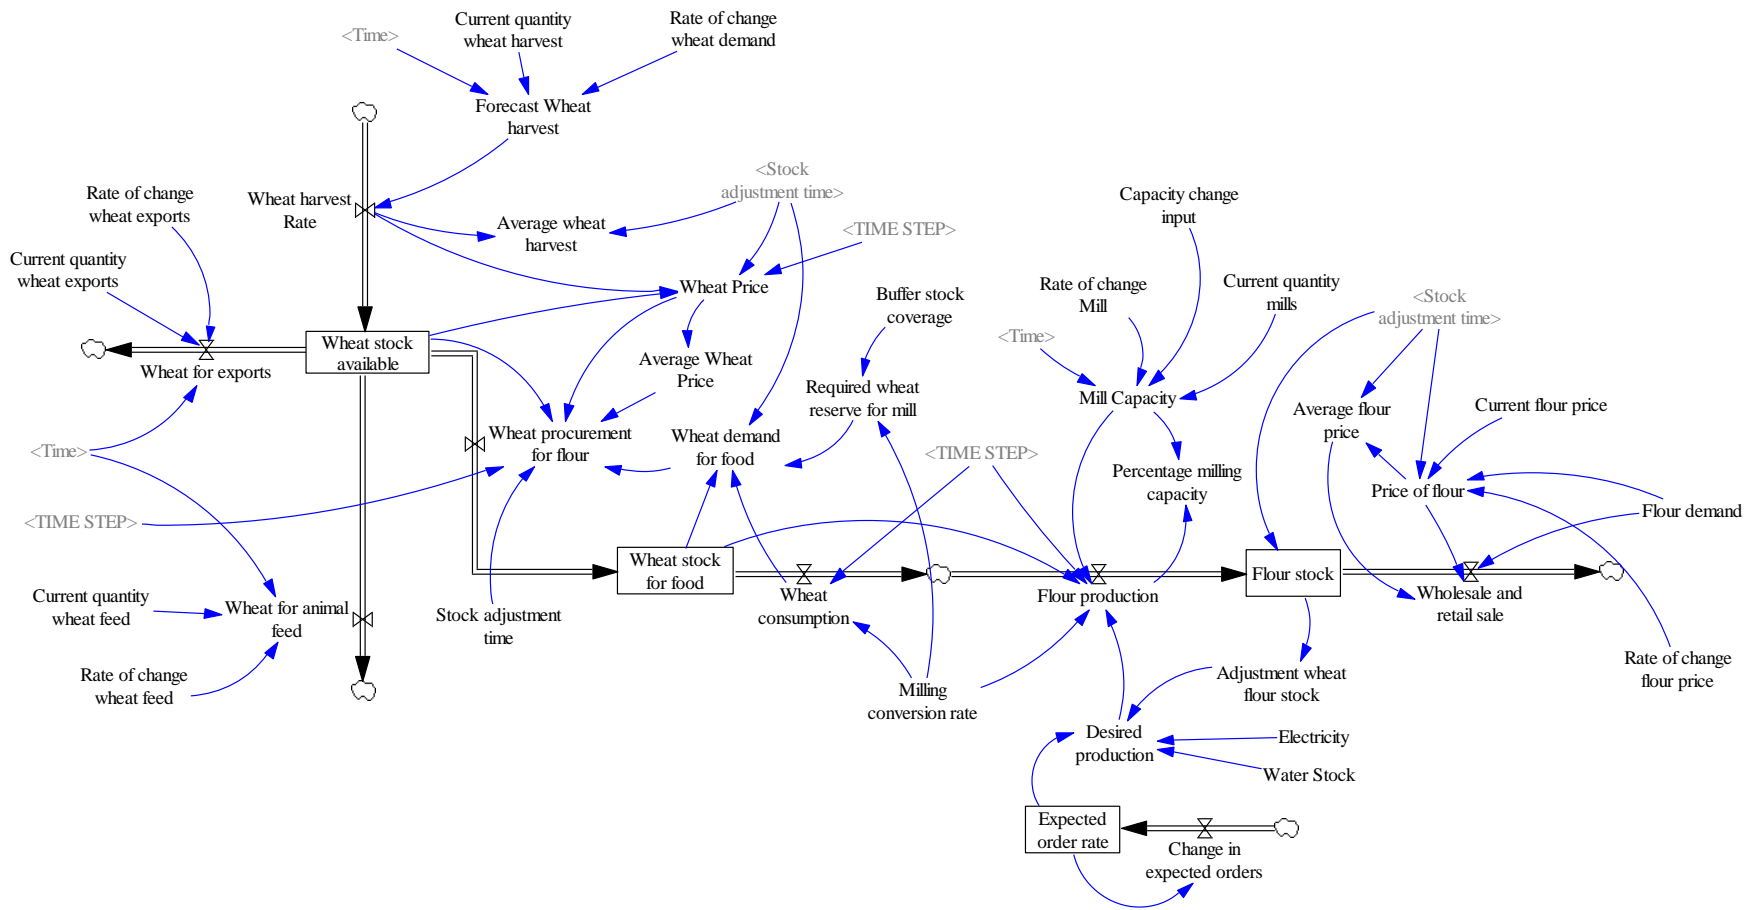 <Time>
Current quantity
wheat harvest
Rate of change
wheat demand
Forecast Wheat
harvest
Rate of change
wheat exports
Wheat harvest
Rate
<Stock
adjustment time>
Average wheat
harvest
<TIME STEP>
Capacity change
input
Current quantity
wheat exports
Wheat Price
Buffer stock
coverage
Rate of change
Mill
Current quantity
mills
<Stock
adjustment time>
<Time>
Wheat stock
available
Wheat for exports
Average Wheat
Price
Required wheat
reserve for mill
Mill Capacity
Average flour
price
Current flour price
<Time>
Wheat procurement
for flour
Wheat demand
for food
<TIME STEP>
Percentage milling
capacity
Price of flour
Flour demand
<TIME STEP>
Wheat stock
for food
Flour stock
Current quantity
wheat feed
Wheat for animal
feed
Stock adjustment
time
Wheat
consumption
Flour production
Wholesale and
retail sale
Rate of change
wheat feed
Milling
conversion rate
Adjustment wheat
flour stock
Rate of change
flour price
Desired
production
Electricity
Water Stock
Expected
order rate
Change in
expected orders